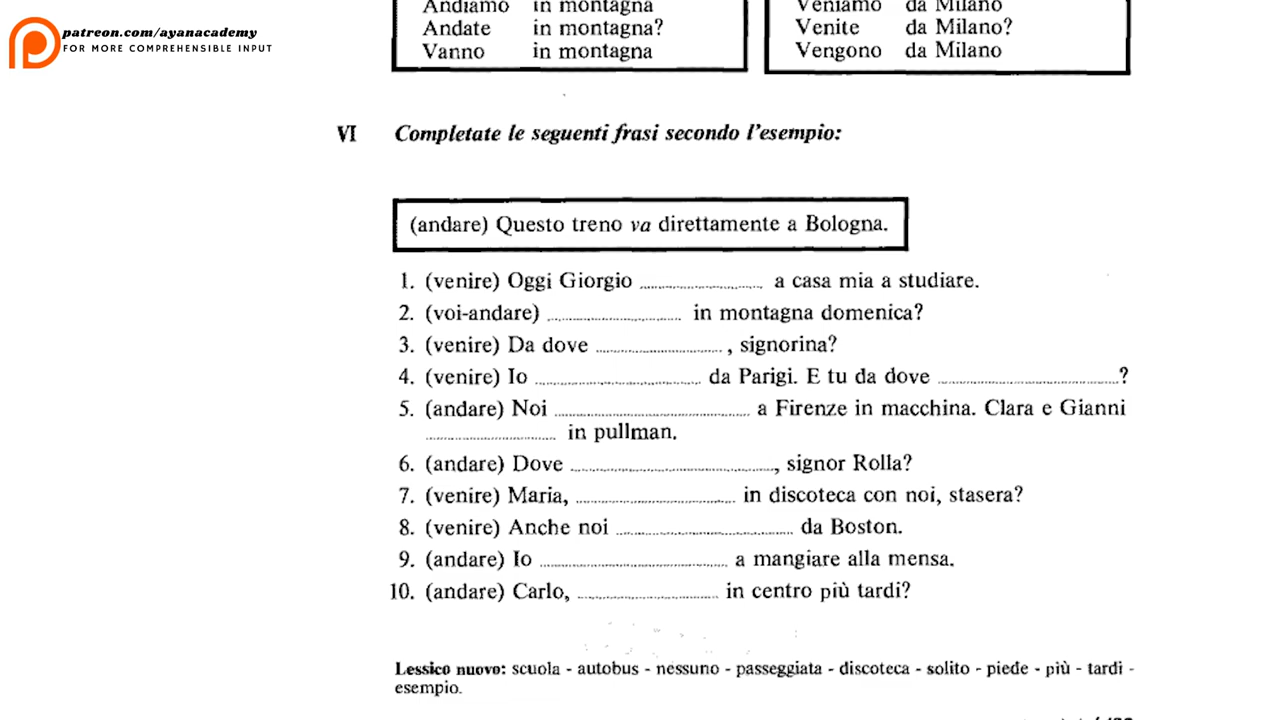 patreon.com/ayanacademy
FOR MORE COMPREHENSIBLE INPUT
Andiamo in montagna
Andate in montagna?
Vanno in montagna
Veniamo da Milano
Venite da Milano?
Vengono da Milano
VI Completate le seguenti frasi secondo l'esempio:
(andare) Questo treno va direttamente a Bologna.
1. (venire) Oggi Giorgio .............................. a casa mia a studiare.
2. (voi-andare) .............................. in montagna domenica?
3. (venire) Da dove .............................. , signorina?
4. (venire) Io .............................. da Parigi. E tu da dove ..............................?
5. (andare) Noi .............................. a Firenze in macchina. Clara e Gianni
.............................. in pullman.
6. (andare) Dove .............................., signor Rolla?
7. (venire) Maria, .............................. in discoteca con noi, stasera?
8. (venire) Anche noi .............................. da Boston.
9. (andare) Io .............................. a mangiare alla mensa.
10. (andare) Carlo, .............................. in centro più tardi?
Lessico nuovo: scuola - autobus - nessuno - passeggiata - discoteca - solito - piede - più - tardi -
esempio.